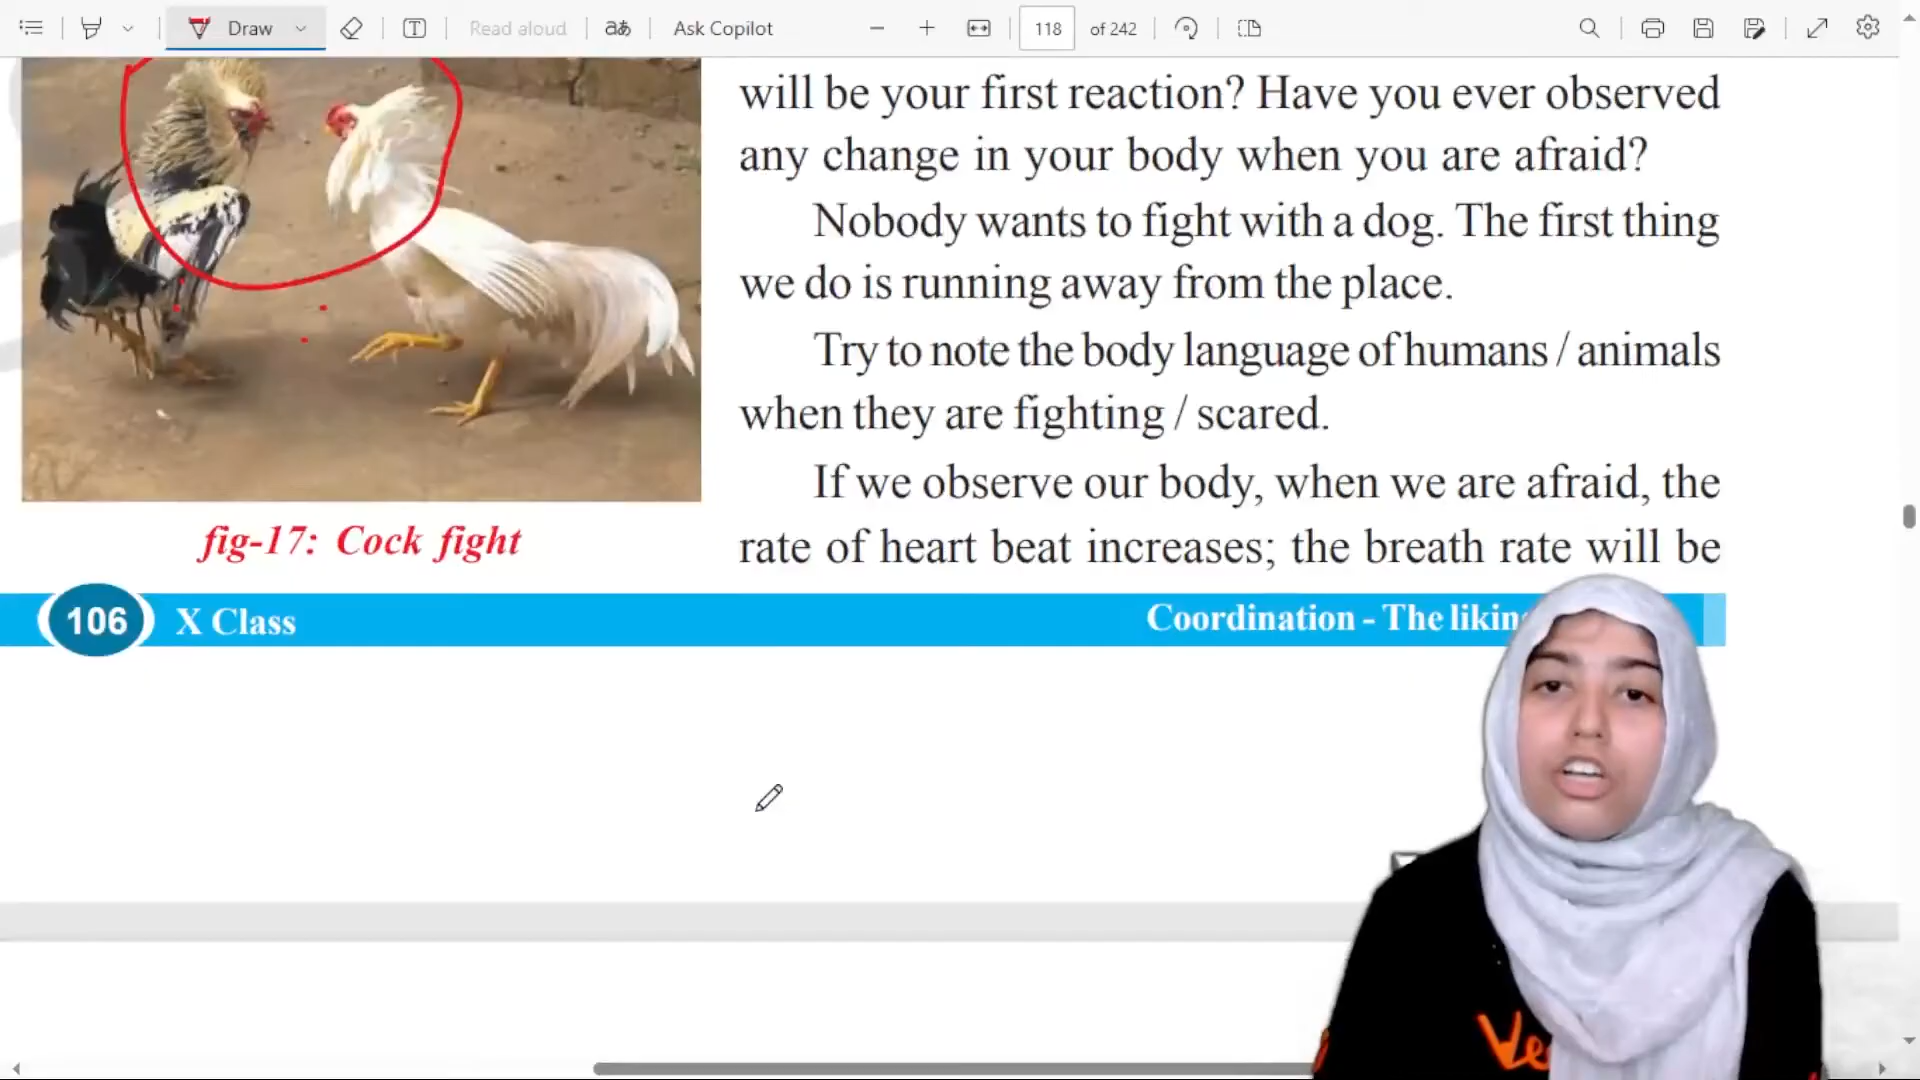 Draw
Read aloud
aあ
Ask Copilot
118
of 242
will be your first reaction? Have you ever observed
any change in your body when you are afraid?
Nobody wants to fight with a dog. The first thing
we do is running away from the place.
Try to note the body language of humans / animals
when they are fighting / scared.
If we observe our body, when we are afraid, the
rate of heart beat increases; the breath rate will be
fig-17: Cock fight
106
X Class
Coordination - The